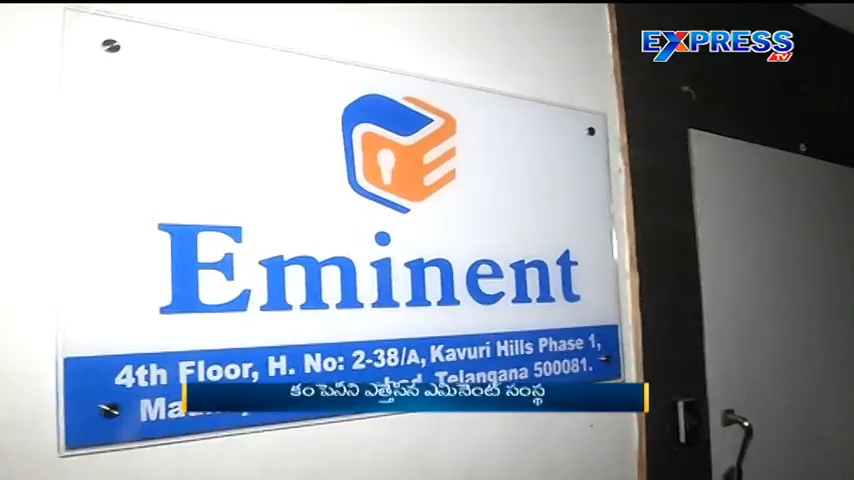 EXPRESS TV
Eminent
4th Floor, H. No: 2-38/A, Kavuri Hills Phase 1,
Telangana 500081.
కంపెనీని ఎత్తేసిన ఎమినెంట్ సంస్థ